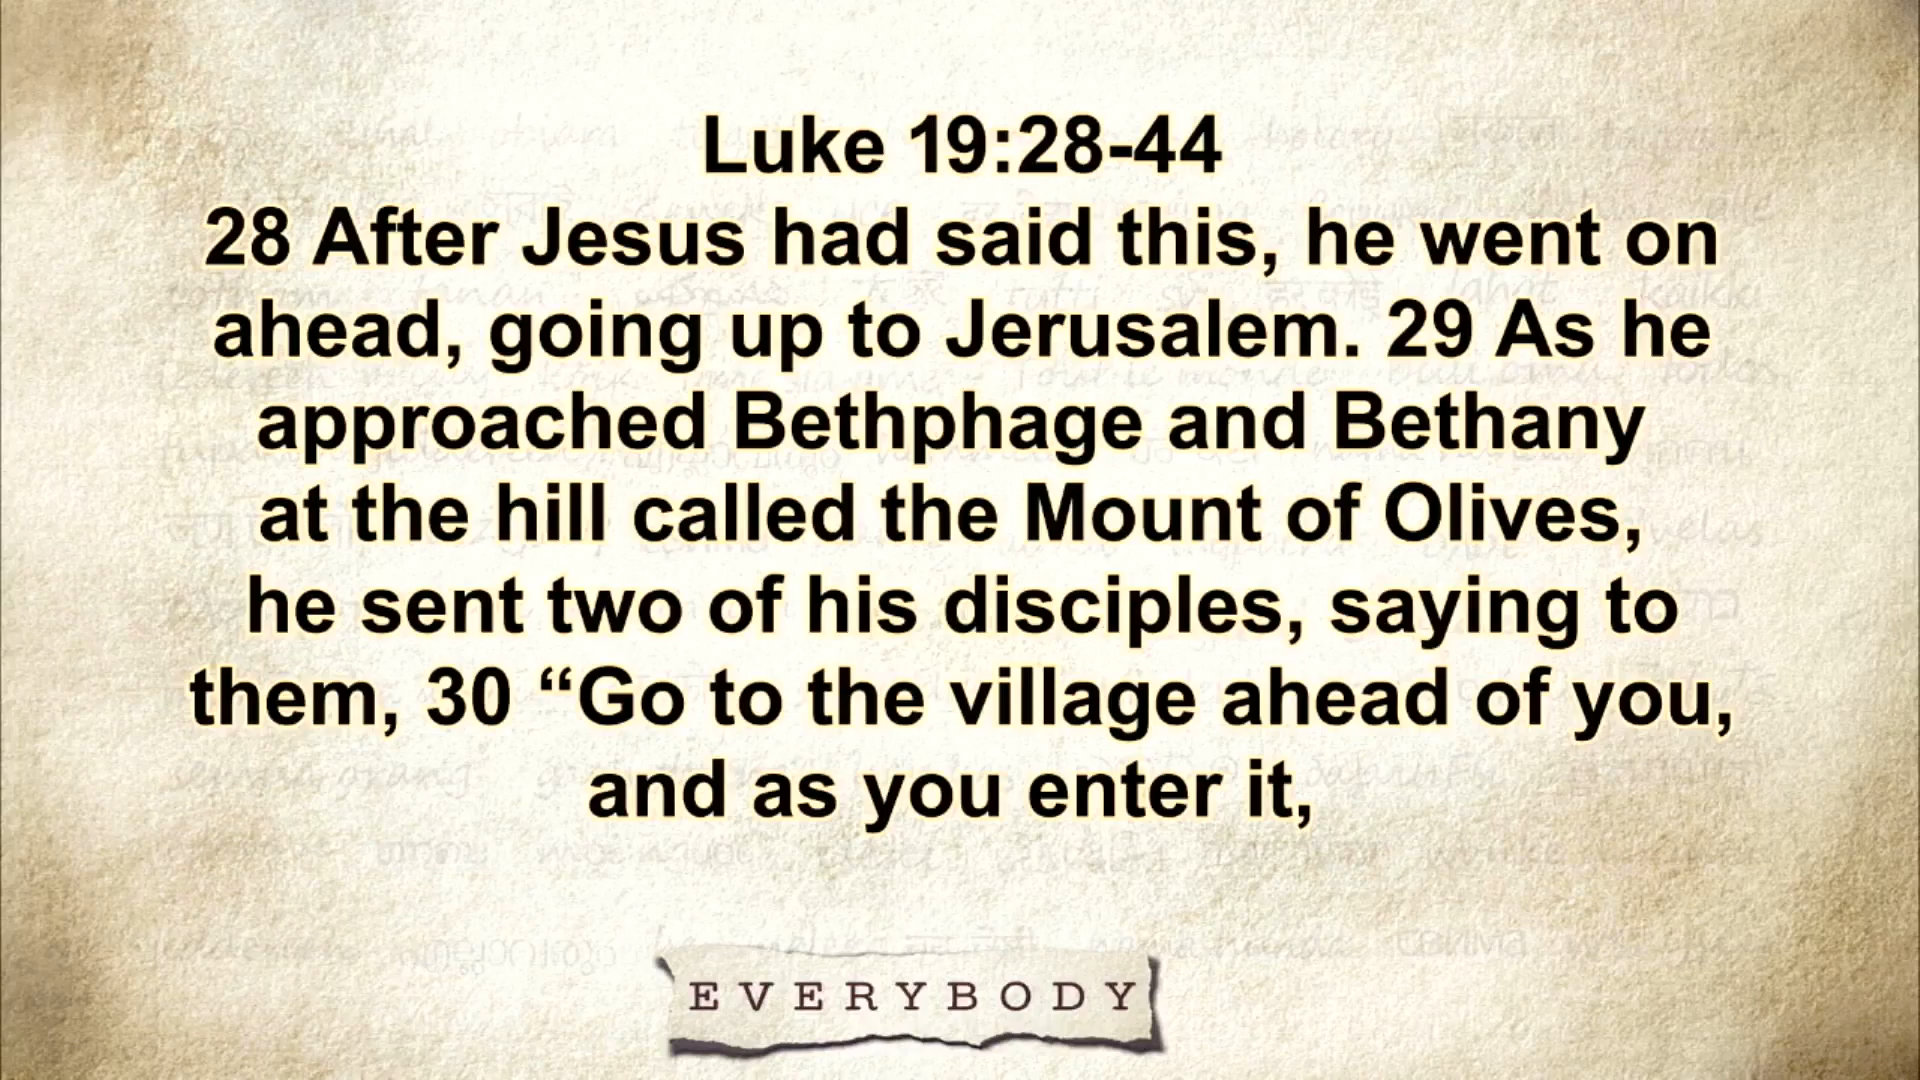 Luke 19:28-44
28 After Jesus had said this, he went on
ahead, going up to Jerusalem. 29 As he
approached Bethphage and Bethany
at the hill called the Mount of Olives,
he sent two of his disciples, saying to
them, 30 “Go to the village ahead of you,
and as you enter it,
EVERYBODY